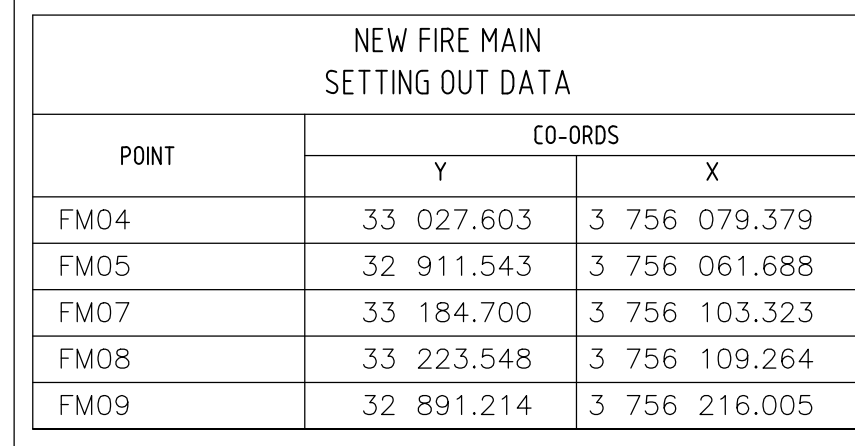 NEW FIRE MAIN
SETTING OUT DATA
POINT
CO-ORDS
Y X
FM04 33 027.603 3 756 079.379
FM05 32 911.543 3 756 061.688
FM07 33 184.700 3 756 103.323
FM08 33 223.548 3 756 109.264
FM09 32 891.214 3 756 216.005